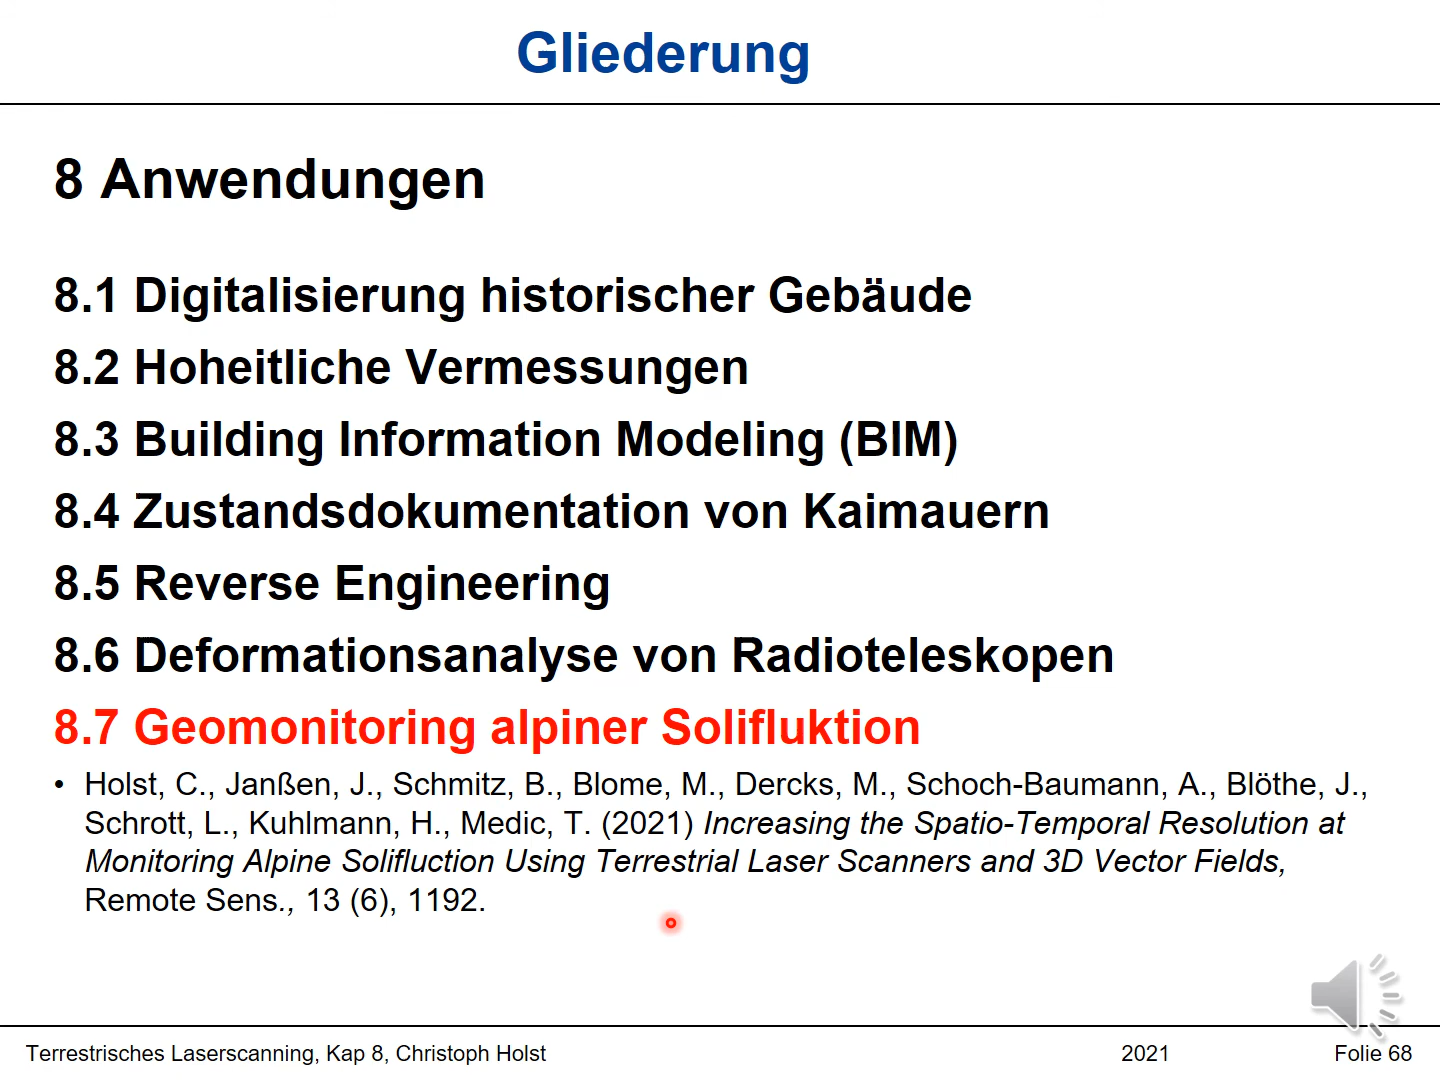 Gliederung
8 Anwendungen
8.1 Digitalisierung historischer Gebäude
8.2 Hoheitliche Vermessungen
8.3 Building Information Modeling (BIM)
8.4 Zustandsdokumentation von Kaimauern
8.5 Reverse Engineering
8.6 Deformationsanalyse von Radioteleskopen
8.7 Geomonitoring alpiner Solifluktion
• Holst, C., Janßen, J., Schmitz, B., Blome, M., Dercks, M., Schoch-Baumann, A., Blöthe, J.,
Schrott, L., Kuhlmann, H., Medic, T. (2021) Increasing the Spatio-Temporal Resolution at
Monitoring Alpine Solifluction Using Terrestrial Laser Scanners and 3D Vector Fields,
Remote Sens., 13 (6), 1192.
Terrestrisches Laserscanning, Kap 8, Christoph Holst 2021 Folie 68